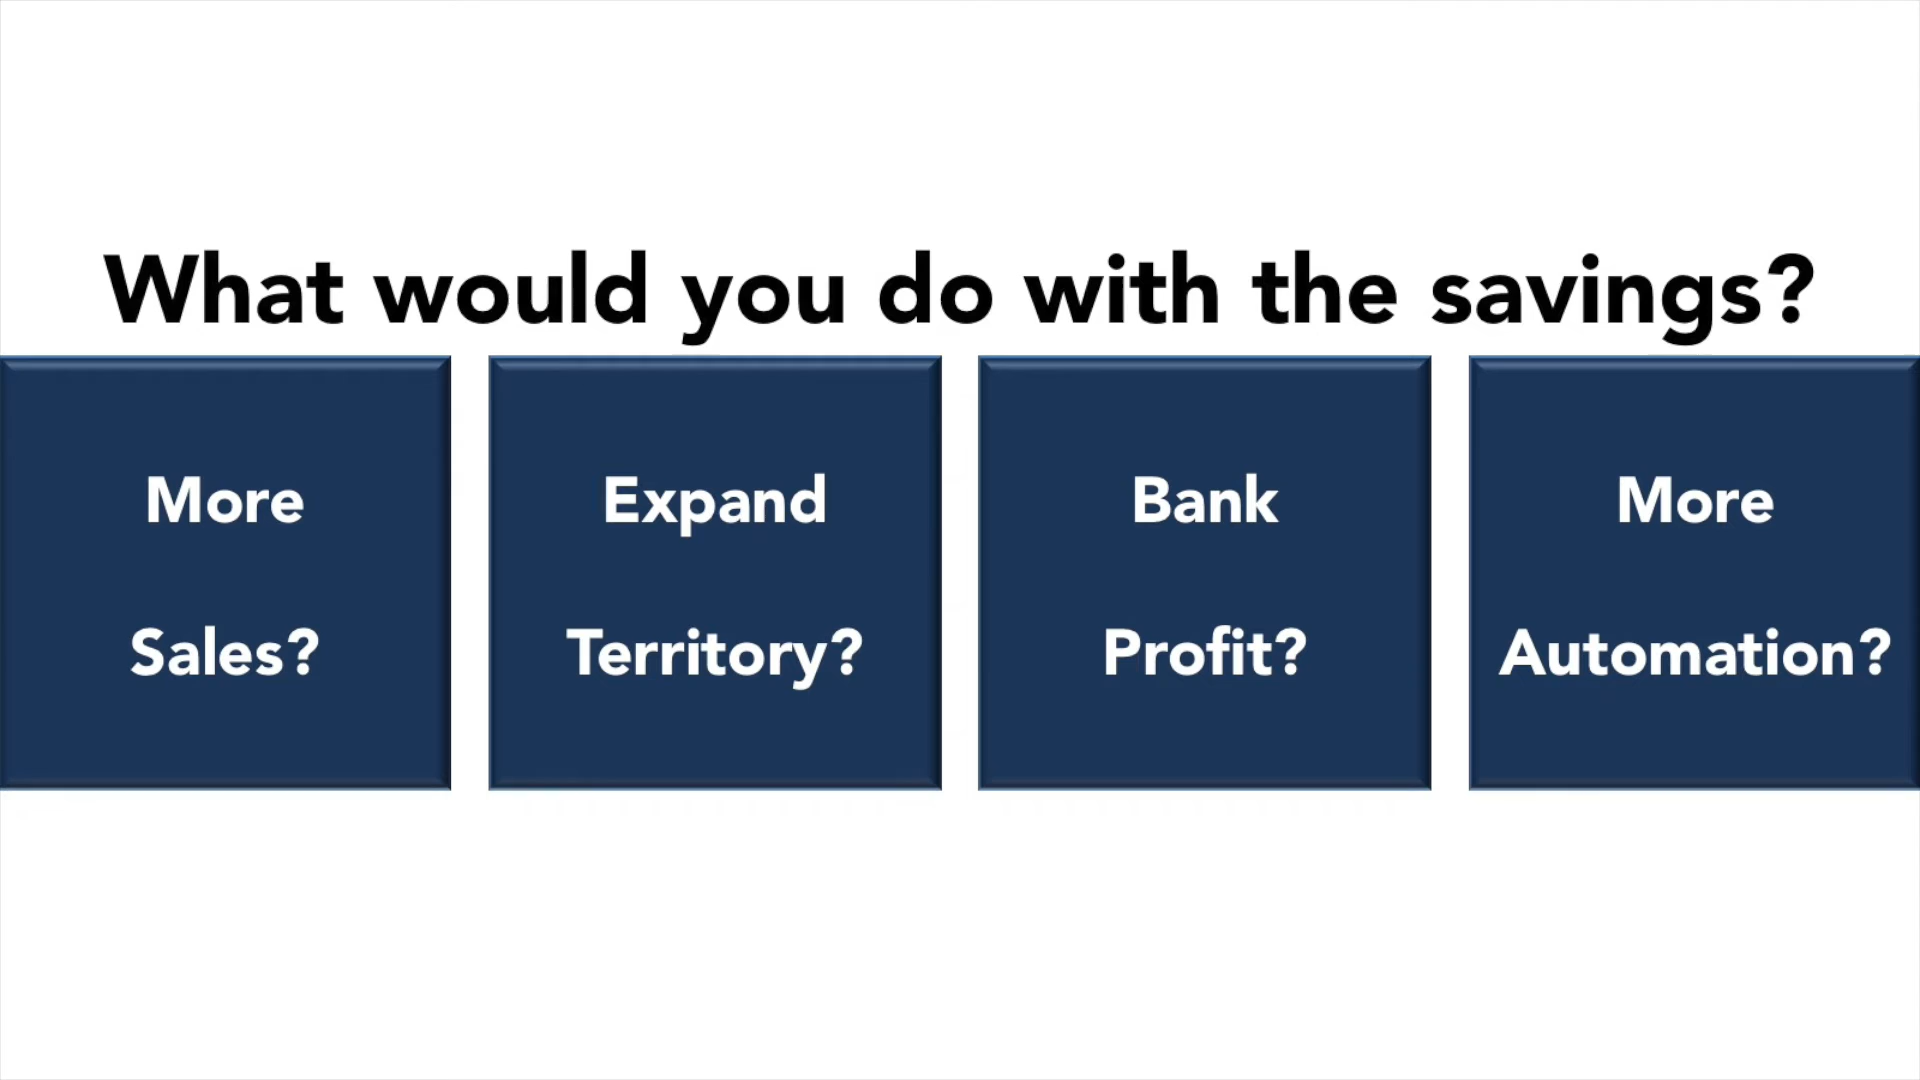 What would you do with the savings?
More
Sales?
Expand
Territory?
Bank
Profit?
More
Automation?